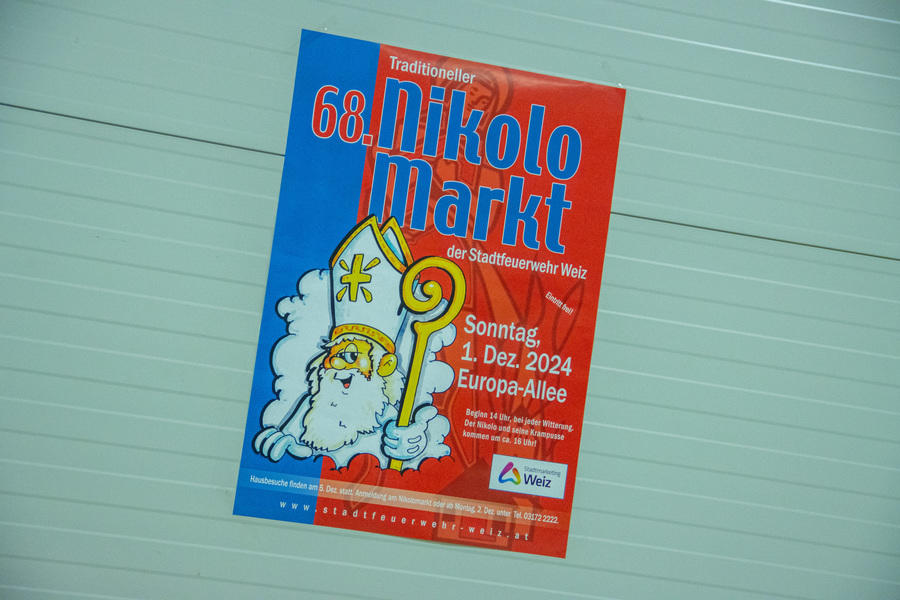 Traditioneller
68. Nikolo
Markt
der Stadtfeuerwehr Weiz
Eintritt frei!
Sonntag,
1. Dez. 2024
Europa-Allee
Beginn 14 Uhr, bei jeder Witterung.
Der Nikolo und seine Krampusse
kommen um ca. 16 Uhr!
Stadtmarketing
Weiz
Hausbesuche finden am 5. Dez. statt. Anmeldung am Nikolomarkt oder ab Montag, 2. Dez. unter Tel. 03172 2222.
www.stadtfeuerwehr-weiz.at